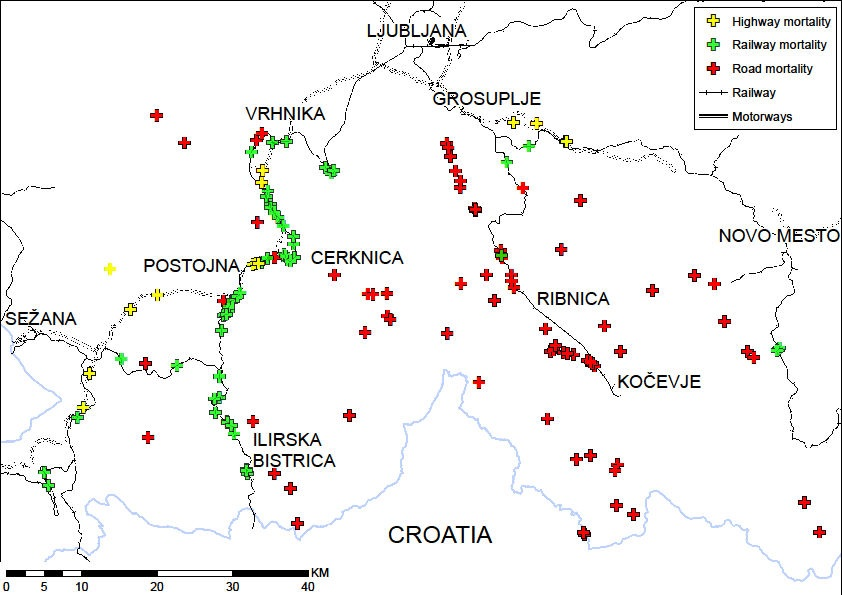 LJUBLJANA
Highway mortality
Railway mortality
Road mortality
Railway
Motorways
GROSUPLJE
VRHNIKA
NOVO MESTO
CERKNICA
POSTOJNA
RIBNICA
SEŽANA
KOČEVJE
ILIRSKA
BISTRICA
CROATIA
KM
0 5 10 20 30 40